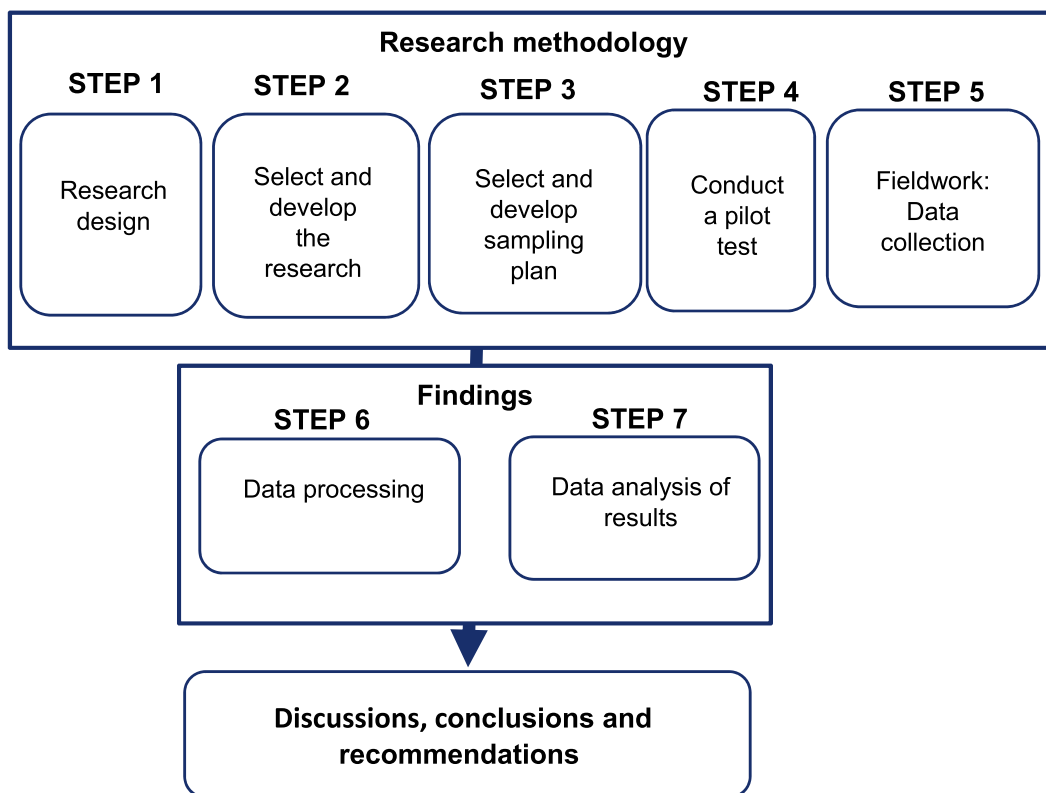 Research methodology
STEP 1
Research
design
STEP 2
Select and
develop
the
research
STEP 3
Select and
develop
sampling
plan
STEP 4
Conduct
a pilot
test
STEP 5
Fieldwork:
Data
collection
Findings
STEP 6
Data processing
STEP 7
Data analysis of
results
Discussions, conclusions and
recommendations